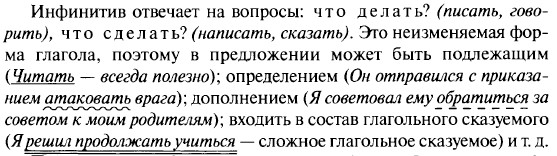 Инфинитив отвечает на вопросы: что делать? (писать, гово-
рить), что сделать? (написать, сказать). Это неизменяемая фор-
ма глагола, поэтому в предложении может быть подлежащим
(Читать — всегда полезно); определением (Он отправился с приказа-
нием атаковать врага); дополнением (Я советовал ему обратиться за
советом к моим родителям); входить в состав глагольного сказуемого
(Я решил продолжать учиться — сложное глагольное сказуемое) и т. д.